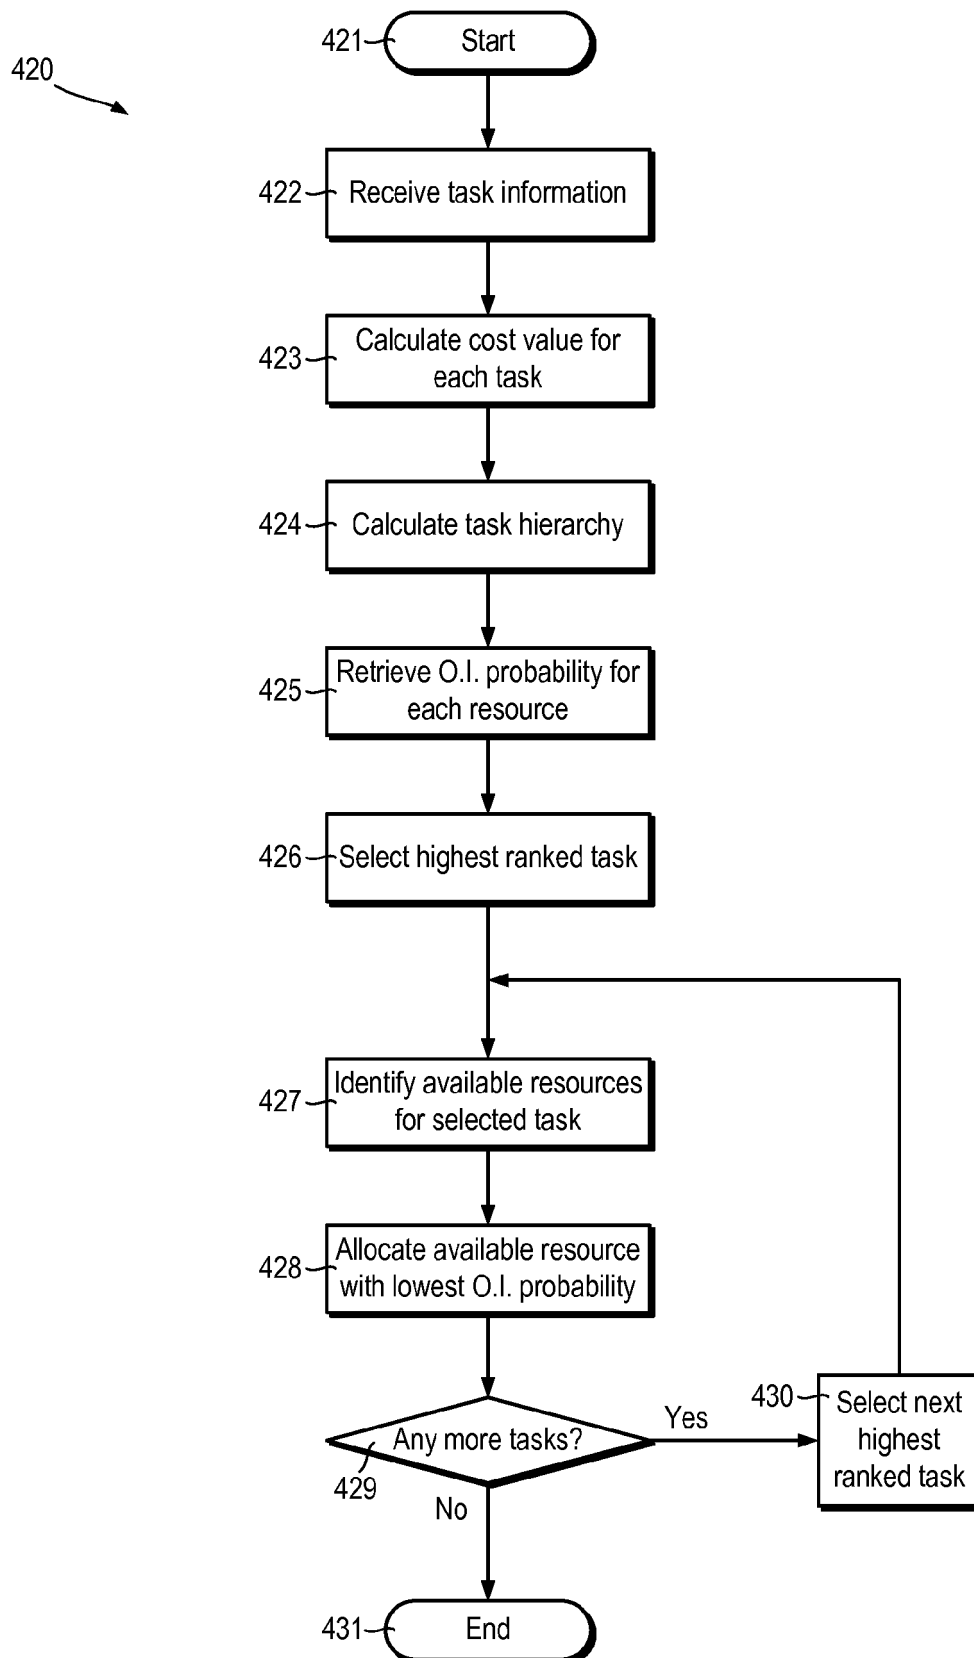 420
421
Start
422
Receive task information
423
Calculate cost value for
each task
424
Calculate task hierarchy
425
Retrieve O.I. probability for
each resource
426
Select highest ranked task
427
Identify available resources
for selected task
428
Allocate available resource
with lowest O.I. probability
429
Any more tasks?
Yes
430
Select next
highest
ranked task
No
431
End